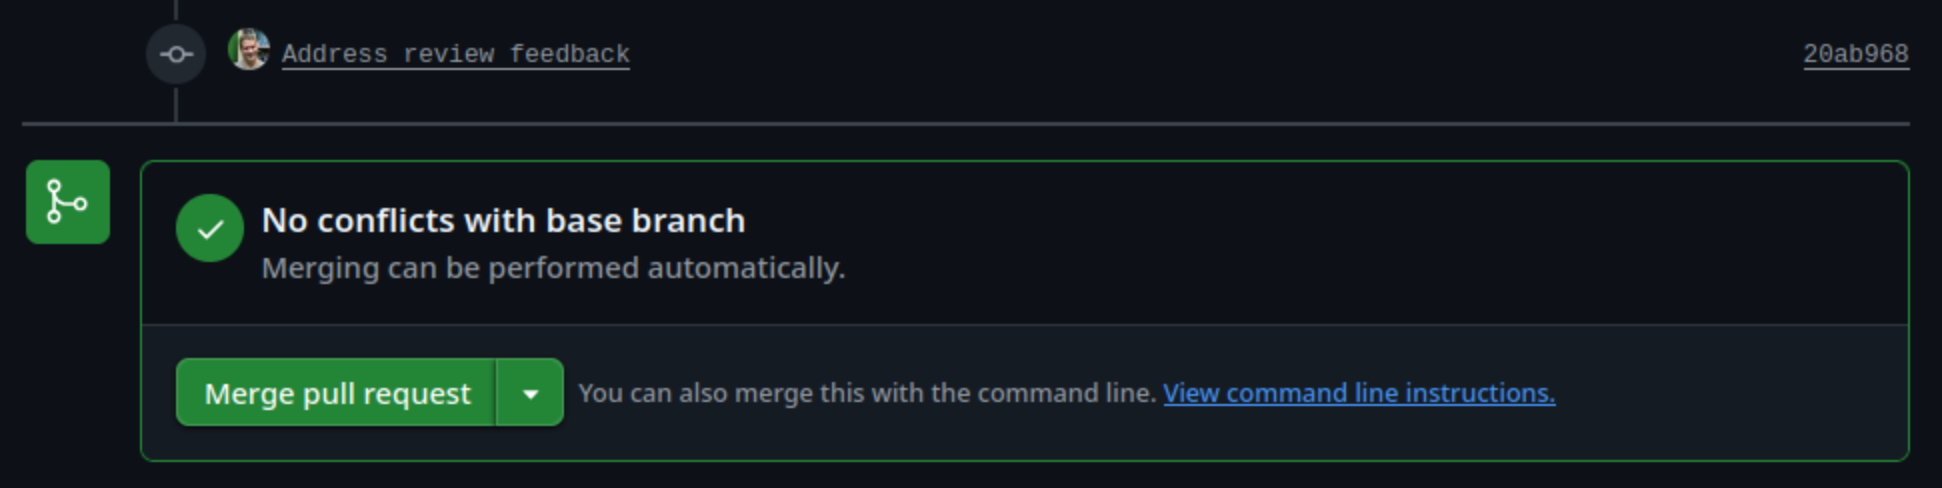 Address review feedback 20ab968
No conflicts with base branch
Merging can be performed automatically.
Merge pull request You can also merge this with the command line. View command line instructions.